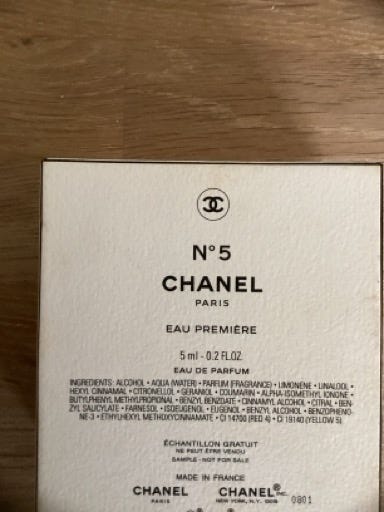 N°5
CHANEL
PARIS
EAU PREMIÈRE
5 ml - 0.2 FL.OZ.
EAU DE PARFUM
INGREDIENTS: ALCOHOL • AQUA (WATER) • PARFUM (FRAGRANCE) • LIMONENE • LINALOOL •
HEXYL CINNAMAL • CITRONELLOL • GERANIOL • COUMARIN • ALPHA-ISOMETHYL IONONE •
BUTYLPHENYL METHYLPROPIONAL • BENZYL BENZOATE • CINNAMYL ALCOHOL • CITRAL • BEN-
ZYL SALICYLATE • FARNESOL • ISOEUGENOL • EUGENOL • BENZYL ALCOHOL • BENZOPHENO-
NE-3 • ETHYLHEXYL METHOXYCINNAMATE • CI 14700 (RED 4) • CI 19140 (YELLOW 5)
ÉCHANTILLON GRATUIT
NE PEUT ÊTRE VENDU
SAMPLE - NOT FOR SALE
MADE IN FRANCE
CHANEL CHANEL® INC.
PARIS NEW YORK, N.Y. 0801